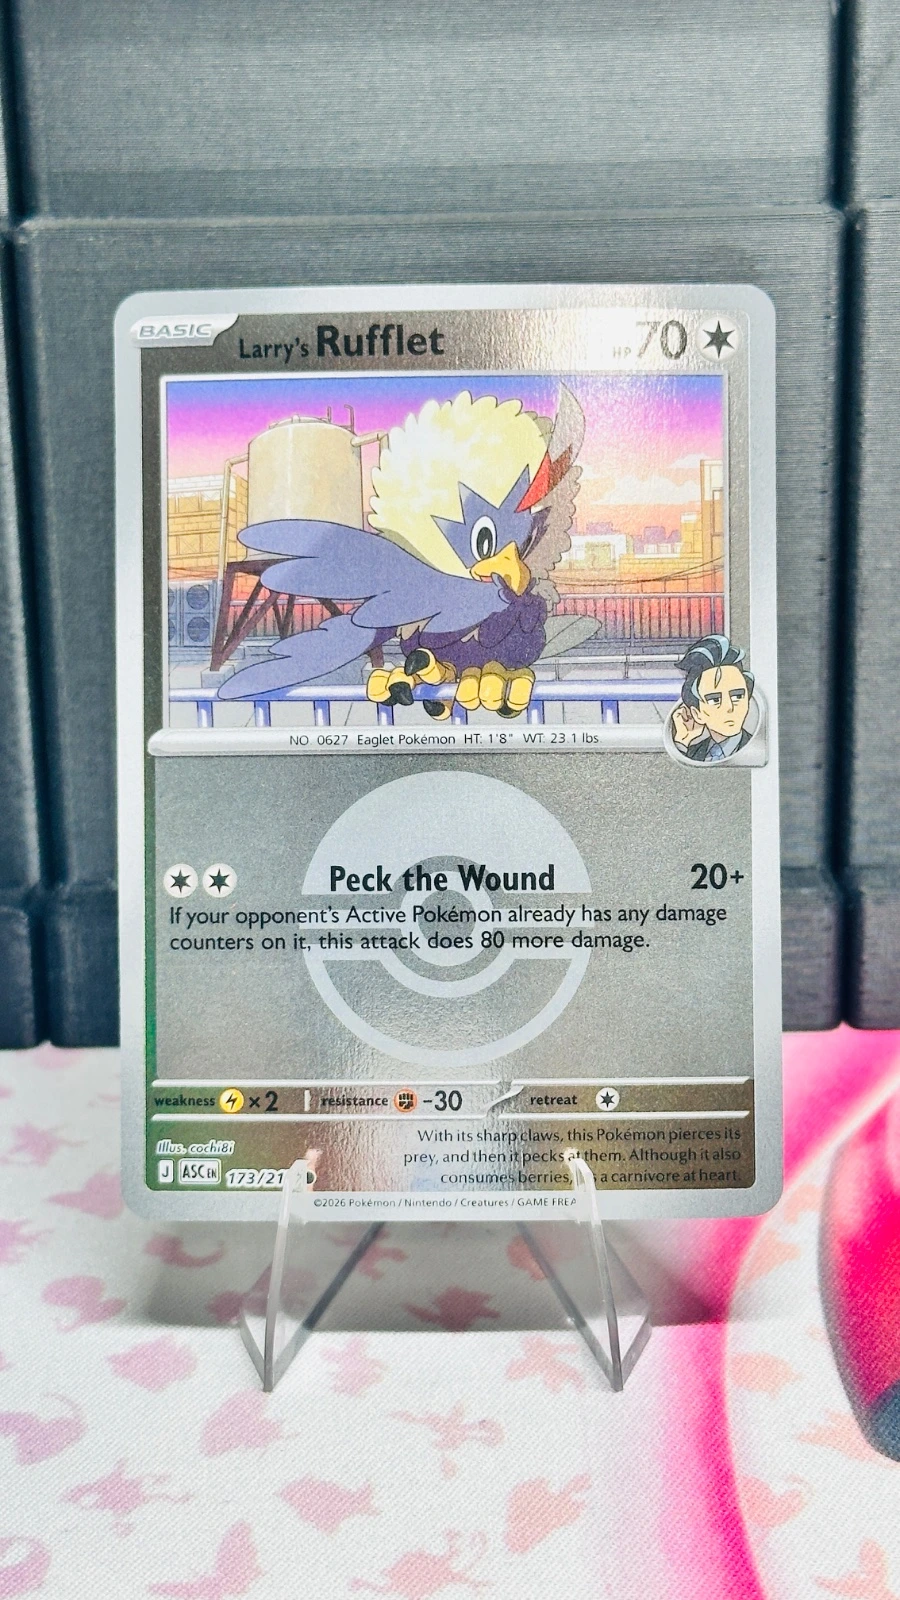 BASIC
Larry's Rufflet
HP 70
NO 0627 Eaglet Pokémon HT: 1'8" WT: 23.1 lbs
Peck the Wound 20+
If your opponent's Active Pokémon already has any damage
counters on it, this attack does 80 more damage.
weakness ×2 resistance -30 retreat
Illus. cochi8i
With its sharp claws, this Pokémon pierces its
prey, and then it pecks at them. Although it also
consumes berries, a carnivore at heart.
J ASC EN 173/21
©2026 Pokémon / Nintendo / Creatures / GAME FREA